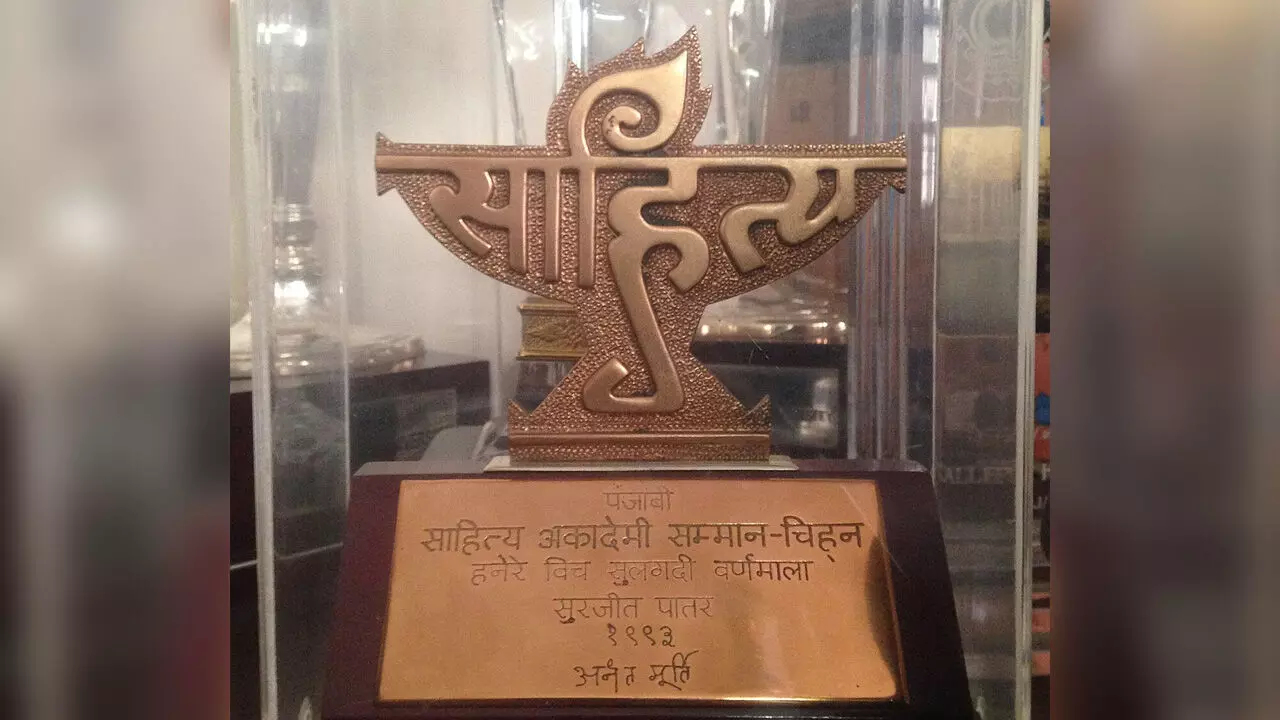 साहित्य
पंजाबी
साहित्य अकादेमी सम्मान-चिह्न
हनेरे विच सुलगदी वर्णमाला
सुरजीत पातर
१९९३
अनंत मूर्ति